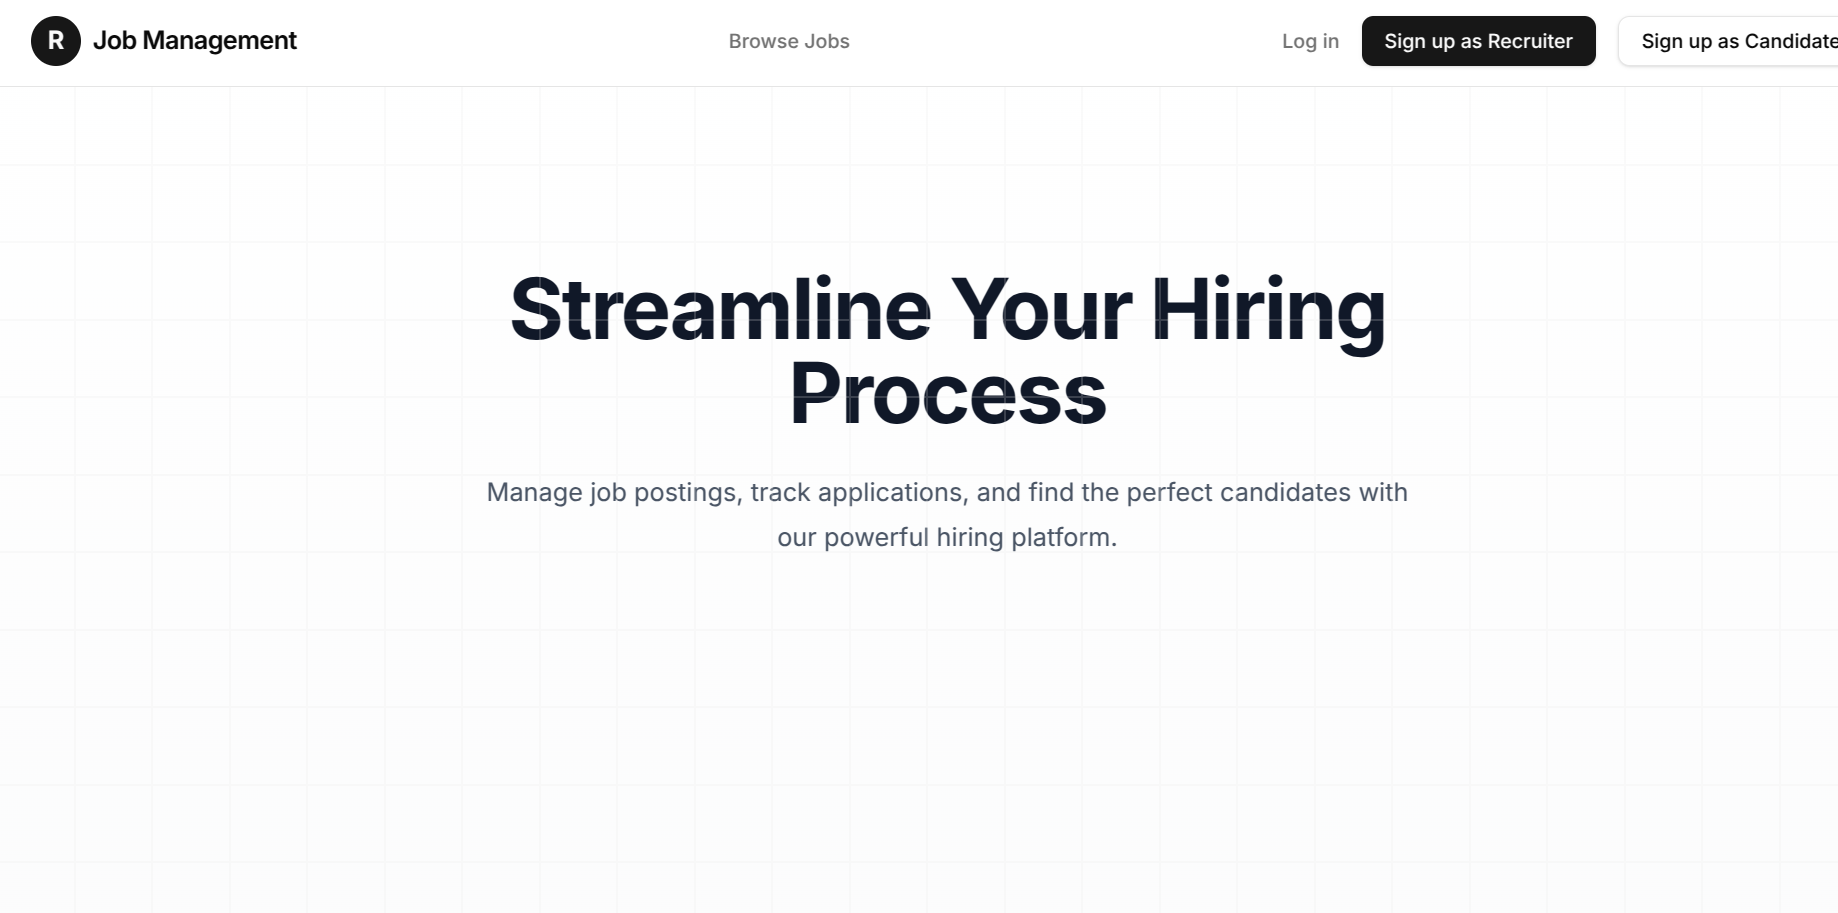 R Job Management
Browse Jobs
Log in
Sign up as Recruiter
Sign up as Candidate
Streamline Your Hiring
Process
Manage job postings, track applications, and find the perfect candidates with
our powerful hiring platform.